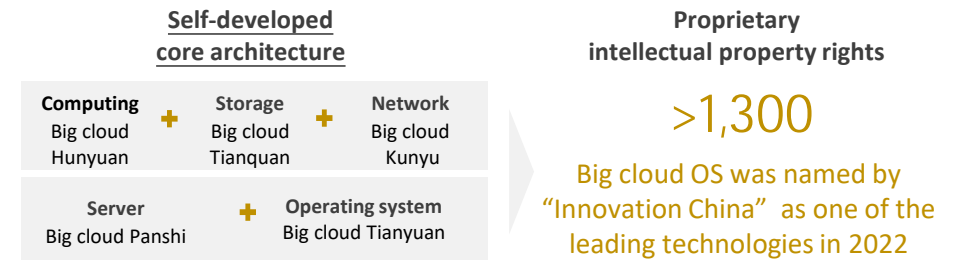 Self-developed
core architecture
Computing + Storage + Network
Big cloud Big cloud Big cloud
Hunyuan Tianquan Kunyu
Server + Operating system
Big cloud Panshi Big cloud Tianyuan
Proprietary
intellectual property rights
>1,300
Big cloud OS was named by
“Innovation China” as one of the
leading technologies in 2022